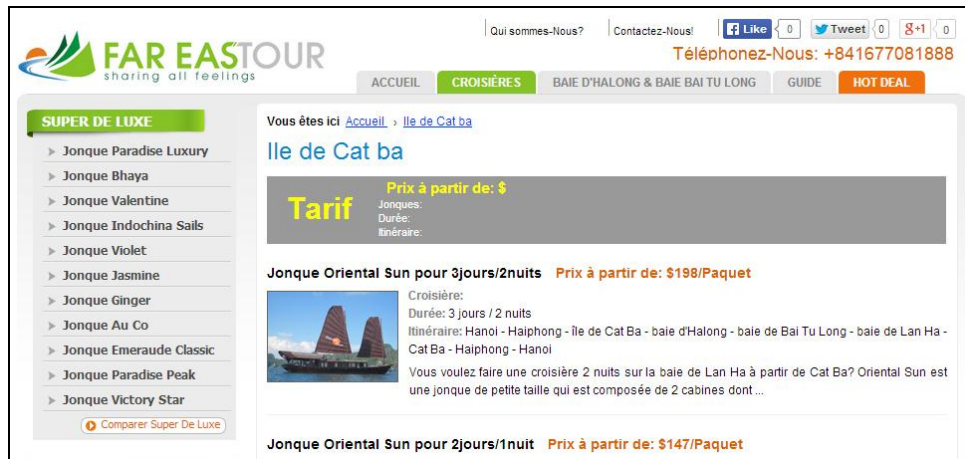 Qui sommes-Nous?
Contactez-Nous!
Like 0
Tweet 0
g+1 0
FAR EASTOUR
sharing all feelings
Téléphonez-Nous: +841677081888
ACCUEIL
CROISIÈRES
BAIE D'HALONG & BAIE BAI TU LONG
GUIDE
HOT DEAL
SUPER DE LUXE
Jonque Paradise Luxury
Jonque Bhaya
Jonque Valentine
Jonque Indochina Sails
Jonque Violet
Jonque Jasmine
Jonque Ginger
Jonque Au Co
Jonque Emeraude Classic
Jonque Paradise Peak
Jonque Victory Star
Comparer Super De Luxe
Vous êtes ici Accueil › Ile de Cat ba
Ile de Cat ba
Tarif
Prix à partir de: $
Jonques:
Durée:
Itinéraire:
Jonque Oriental Sun pour 3jours/2nuits Prix à partir de: $198/Paquet
Croisière:
Durée: 3 jours / 2 nuits
Itinéraire: Hanoi - Haiphong - île de Cat Ba - baie d'Halong - baie de Bai Tu Long - baie de Lan Ha -
Cat Ba - Haiphong - Hanoi
Vous voulez faire une croisière 2 nuits sur la baie de Lan Ha à partir de Cat Ba? Oriental Sun est
une jonque de petite taille qui est composée de 2 cabines dont ...
Jonque Oriental Sun pour 2jours/1nuit Prix à partir de: $147/Paquet